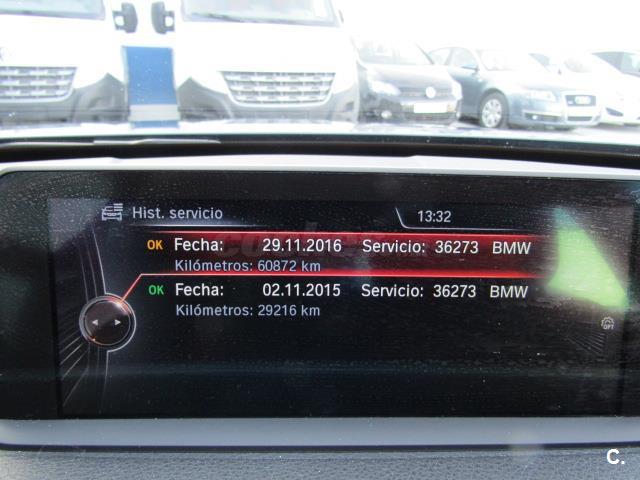 Hist. servicio
13:32
OK Fecha: 29.11.2016 Servicio: 36273 BMW
Kilómetros: 60872 km
OK Fecha: 02.11.2015 Servicio: 36273 BMW
Kilómetros: 29216 km
OPT
C.